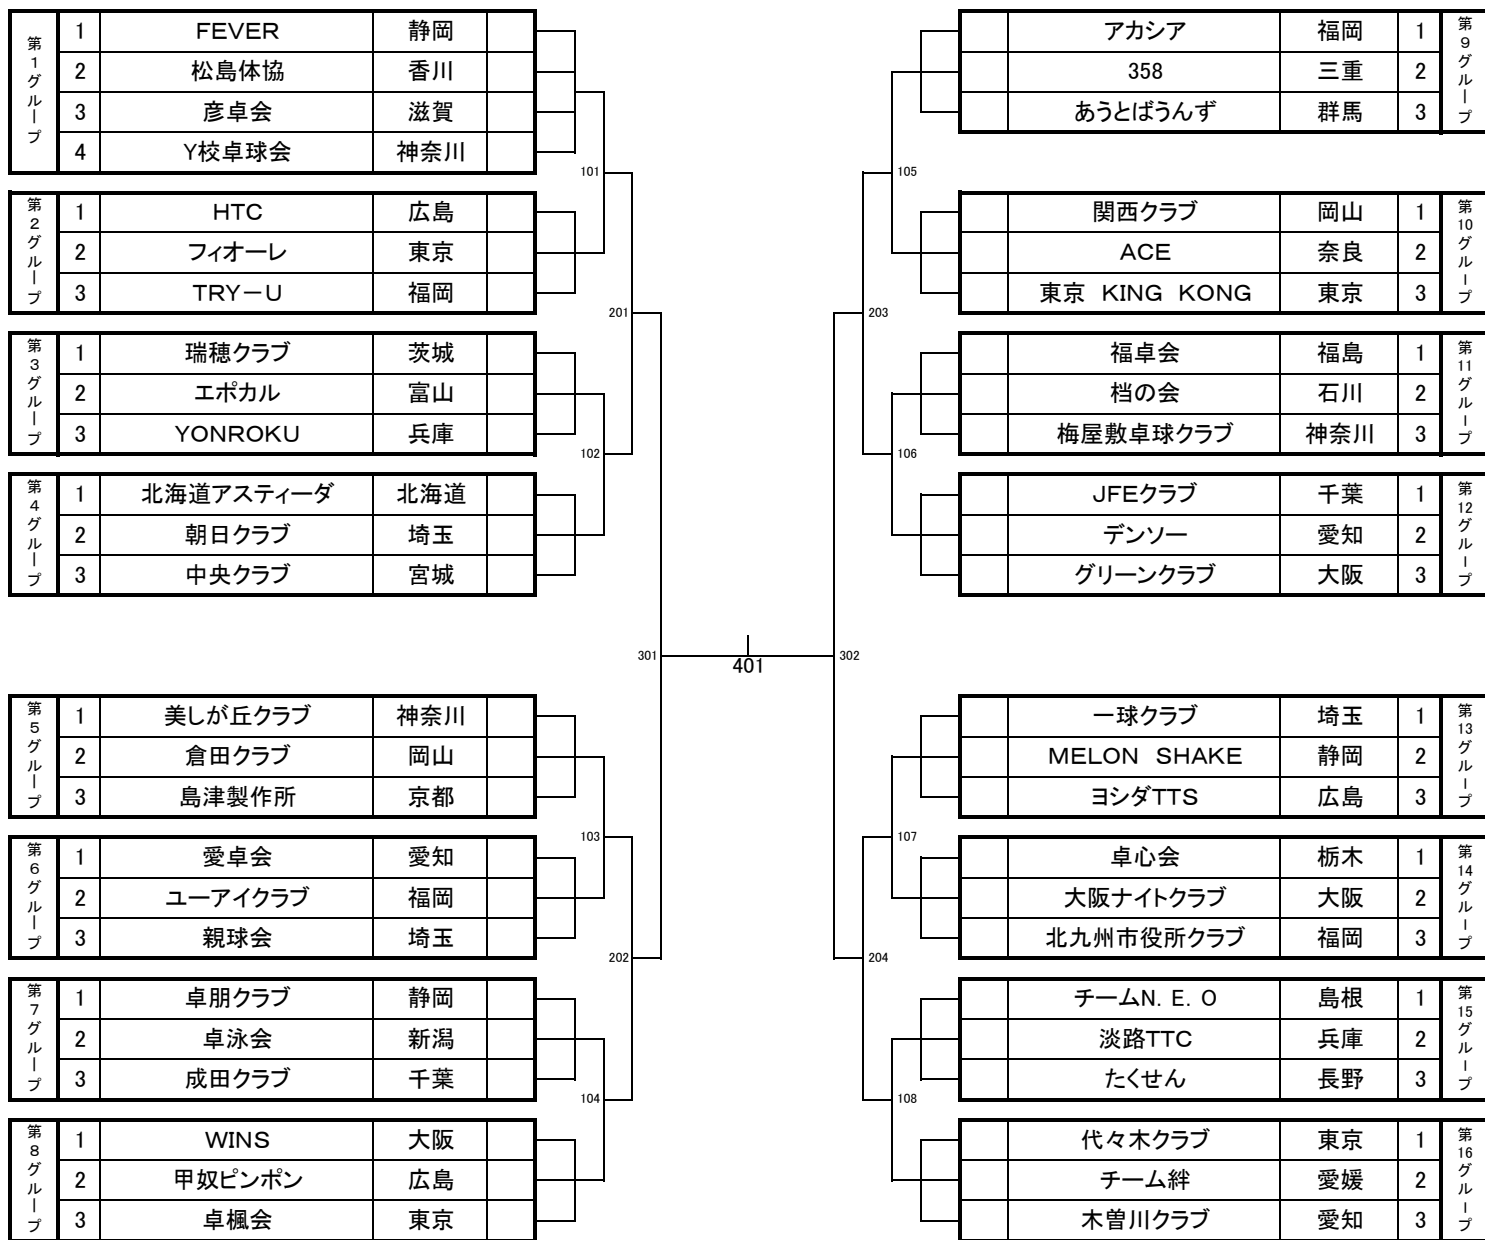 第1グループ
1 FEVER 静岡
2 松島体協 香川
3 彦卓会 滋賀
4 Y校卓球会 神奈川
101
第2グループ
1 HTC 広島
2 フィオーレ 東京
3 TRY－U 福岡
201
第3グループ
1 瑞穂クラブ 茨城
2 エポカル 富山
3 YONROKU 兵庫
102
第4グループ
1 北海道アスティーダ 北海道
2 朝日クラブ 埼玉
3 中央クラブ 宮城
301
第5グループ
1 美しが丘クラブ 神奈川
2 倉田クラブ 岡山
3 島津製作所 京都
103
第6グループ
1 愛卓会 愛知
2 ユーアイクラブ 福岡
3 親球会 埼玉
202
第7グループ
1 卓朋クラブ 静岡
2 卓泳会 新潟
3 成田クラブ 千葉
104
第8グループ
1 WINS 大阪
2 甲奴ピンポン 広島
3 卓楓会 東京
401
アカシア 福岡 1
358 三重 2
あうとばうんず 群馬 3
第9グループ
105
関西クラブ 岡山 1
ACE 奈良 2
東京 KING KONG 東京 3
第10グループ
203
福卓会 福島 1
档の会 石川 2
梅屋敷卓球クラブ 神奈川 3
第11グループ
106
JFEクラブ 千葉 1
デンソー 愛知 2
グリーンクラブ 大阪 3
第12グループ
302
一球クラブ 埼玉 1
MELON SHAKE 静岡 2
ヨシダTTS 広島 3
第13グループ
107
卓心会 栃木 1
大阪ナイトクラブ 大阪 2
北九州市役所クラブ 福岡 3
第14グループ
204
チームN．E．O 島根 1
淡路TTC 兵庫 2
たくせん 長野 3
第15グループ
108
代々木クラブ 東京 1
チーム絆 愛媛 2
木曽川クラブ 愛知 3
第16グループ